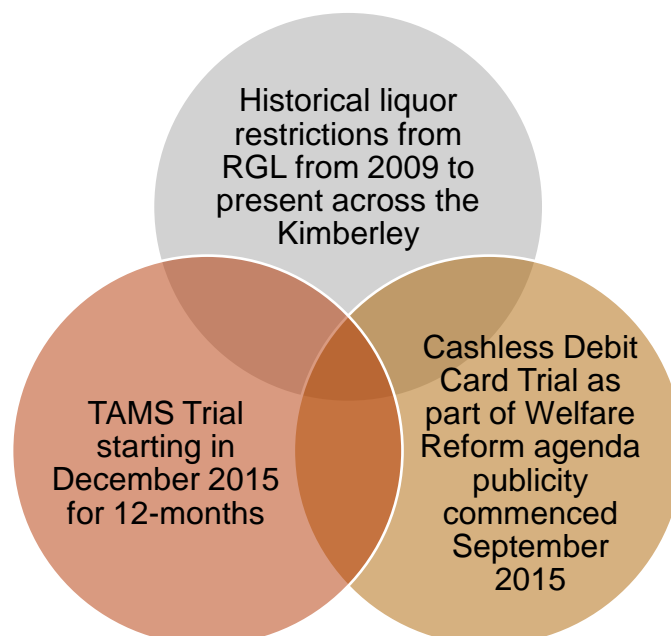 Historical liquor
restrictions from
RGL from 2009 to
present across the
Kimberley
TAMS Trial
starting in
December 2015
for 12-months
Cashless Debit
Card Trial as
part of Welfare
Reform agenda
publicity
commenced
September
2015